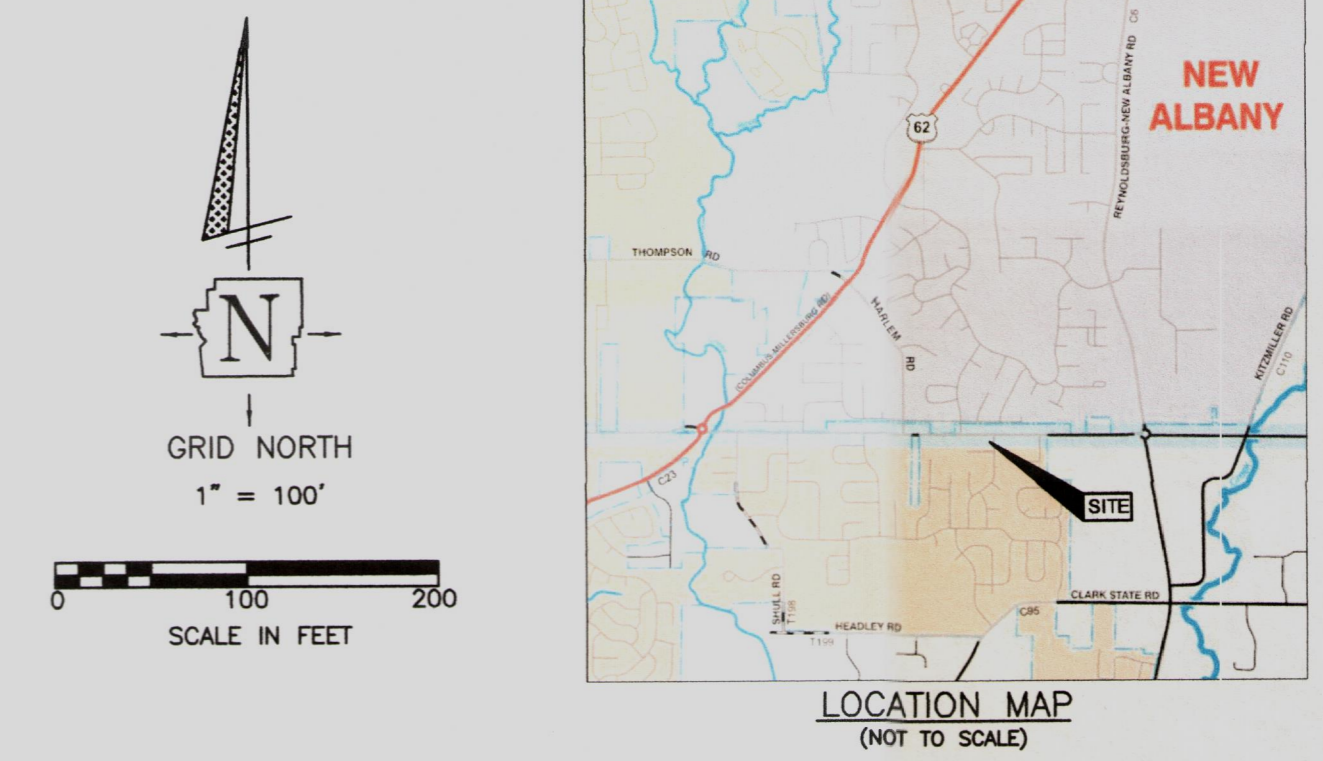 N
GRID NORTH
1" = 100'
0 100 200
SCALE IN FEET
C6
REYNOLDSBURG-NEW ALBANY RD
NEW
ALBANY
62
THOMPSON RD
(COLUMBUS MILLERSBURG RD)
HARLEM RD
KITZMILLER RD
C110
C23
SITE
SHULL RD
T198
CLARK STATE RD
C95
HEADLEY RD
T199
LOCATION MAP
(NOT TO SCALE)